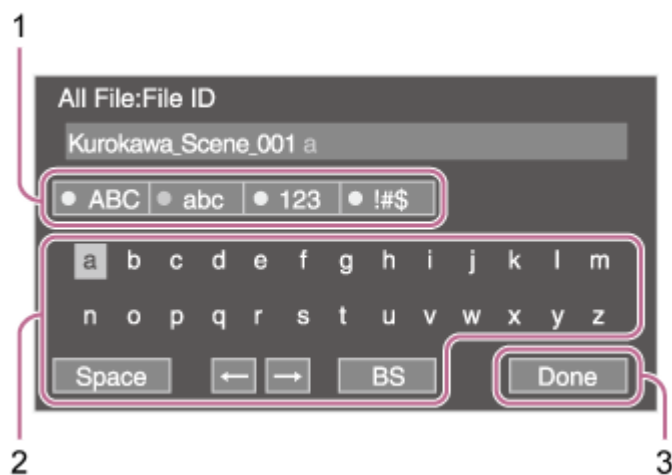 1
All File:File ID
Kurokawa_Scene_001 a
ABC abc 123 !#$
a b c d e f g h i j k l m
n o p q r s t u v w x y z
Space ← → BS Done
2 3